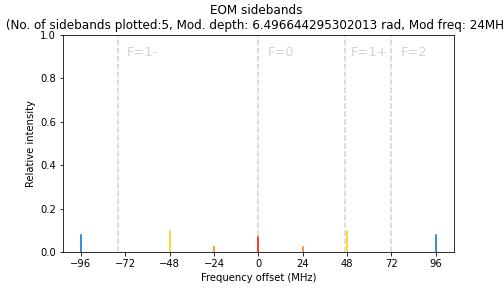 EOM sidebands
(No. of sidebands plotted:5, Mod. depth: 6.496644295302013 rad, Mod freq: 24MH
1.0
F=1- F=0 F=1+ F=2
0.8
0.6
Relative intensity
0.4
0.2
0.0
−96 −72 −48 −24 0 24 48 72 96
Frequency offset (MHz)